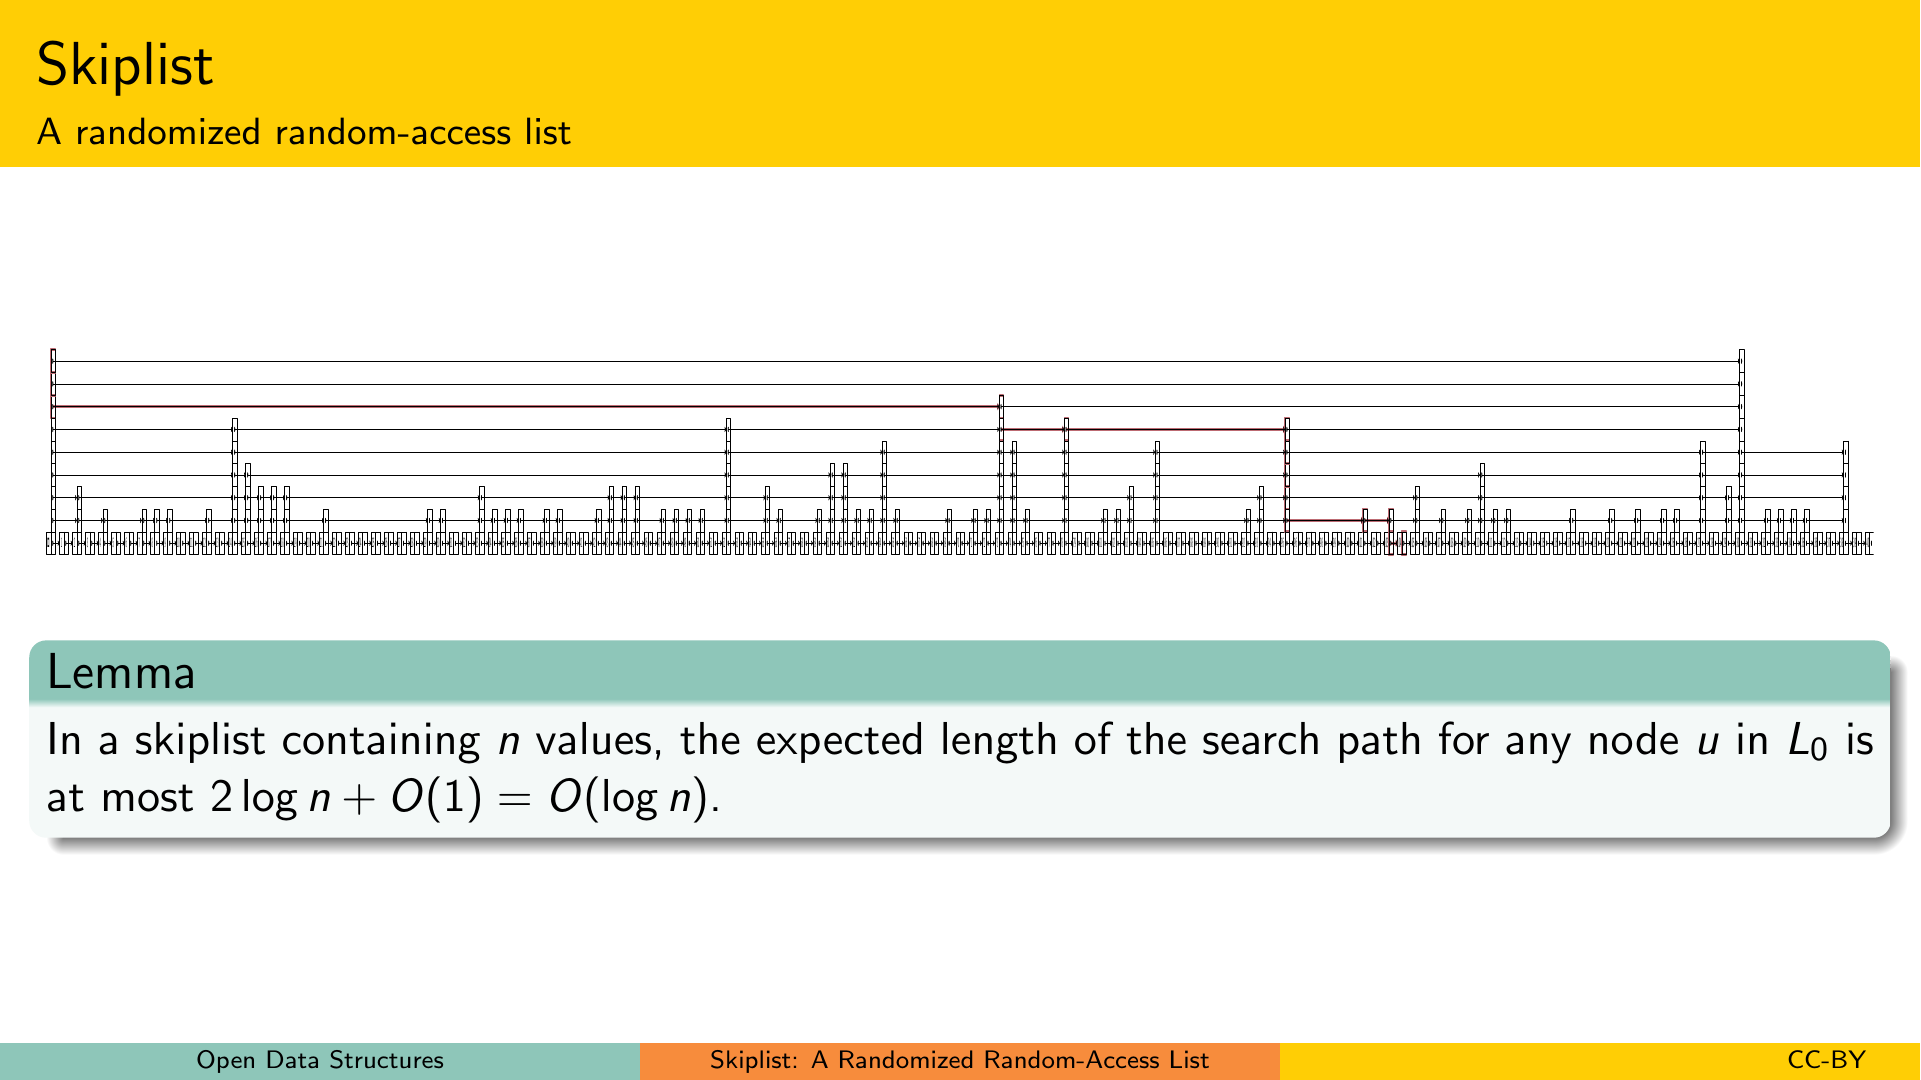 Skiplist
A randomized random-access list
Lemma
In a skiplist containing n values, the expected length of the search path for any node u in L₀ is
at most 2 log n + O(1) = O(log n).
Open Data Structures
Skiplist: A Randomized Random-Access List
CC-BY